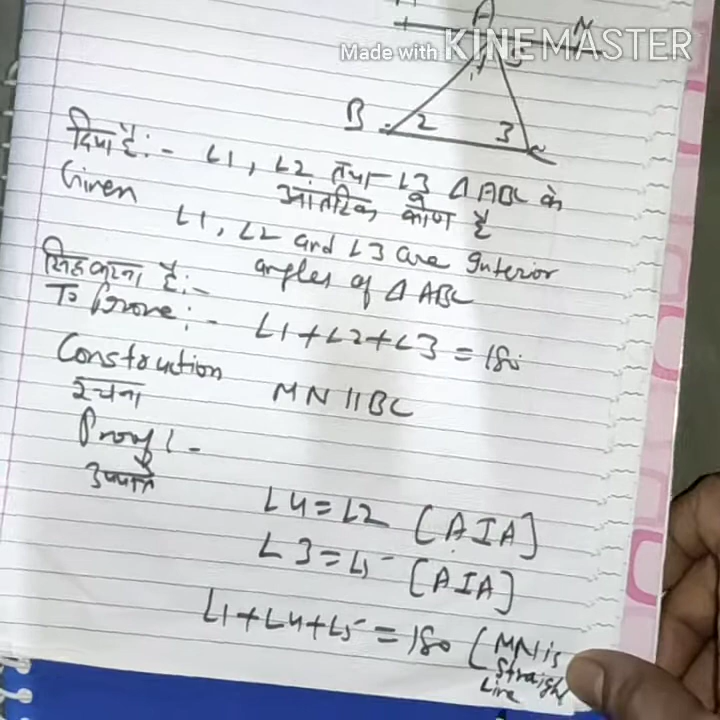 A
N
Made with KINEMASTER
B 2 3 C
दिया है:- ∠1, ∠2 तथा ∠3 △ABC के
आंतरिक कोण है
Given
∠1, ∠2 and ∠3 are Interior
angles of △ABC
सिद्ध करना है:-
To Prove:- ∠1+∠2+∠3=180
Construction
रचना MN||BC
Proof:-
उपपत्ति
∠4=∠2 [AIA]
∠3=∠5 [AIA]
∠1+∠4+∠5=180 (MN is
Straight
Line